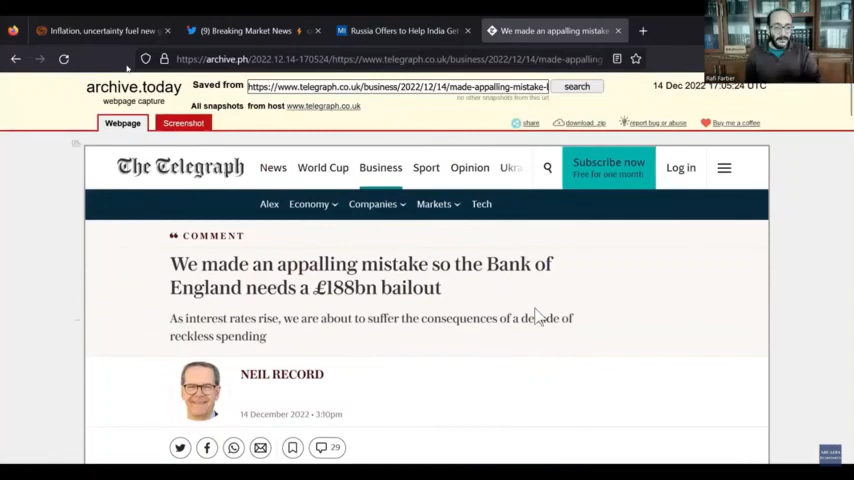 Inflation, uncertainty fuel new g
(9) Breaking Market News
Russia Offers to Help India Get
We made an appalling mistake
https://archive.ph/2022.12.14-170524/https://www.telegraph.co.uk/business/2022/12/14/made-appalling
Rafi Farber
archive.today
webpage capture
Saved from
https://www.telegraph.co.uk/business/2022/12/14/made-appalling-mistake-
search
14 Dec 2022 17:05:24 UTC
no other snapshots from this url
All snapshots from host www.telegraph.co.uk
Webpage
Screenshot
share
download .zip
report bug or abuse
Buy me a coffee
0%
The Telegraph
News
World Cup
Business
Sport
Opinion
Ukra
Subscribe now
Free for one month
Log in
Alex
Economy
Companies
Markets
Tech
COMMENT
We made an appalling mistake so the Bank of
England needs a £188bn bailout
As interest rates rise, we are about to suffer the consequences of a decade of
reckless spending
NEIL RECORD
14 December 2022 • 3:10pm
29